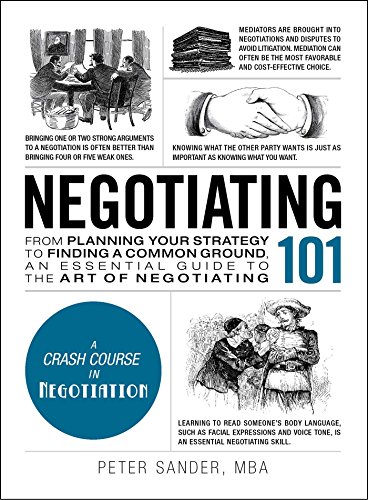 MEDIATORS ARE BROUGHT INTO
NEGOTIATIONS AND DISPUTES TO
AVOID LITIGATION. MEDIATION CAN
OFTEN BE THE MOST FAVORABLE
AND COST-EFFECTIVE CHOICE.
BRINGING ONE OR TWO STRONG ARGUMENTS
TO A NEGOTIATION IS OFTEN BETTER THAN
BRINGING FOUR OR FIVE WEAK ONES.
KNOWING WHAT THE OTHER PARTY WANTS IS JUST AS
IMPORTANT AS KNOWING WHAT YOU WANT.
NEGOTIATING
101
FROM PLANNING YOUR STRATEGY
TO FINDING A COMMON GROUND,
AN ESSENTIAL GUIDE TO
THE ART OF NEGOTIATING
A
CRASH COURSE
IN
NEGOTIATION
LEARNING TO READ SOMEONE'S BODY LANGUAGE,
SUCH AS FACIAL EXPRESSIONS AND VOICE TONE, IS
AN ESSENTIAL NEGOTIATING SKILL.
PETER SANDER, MBA